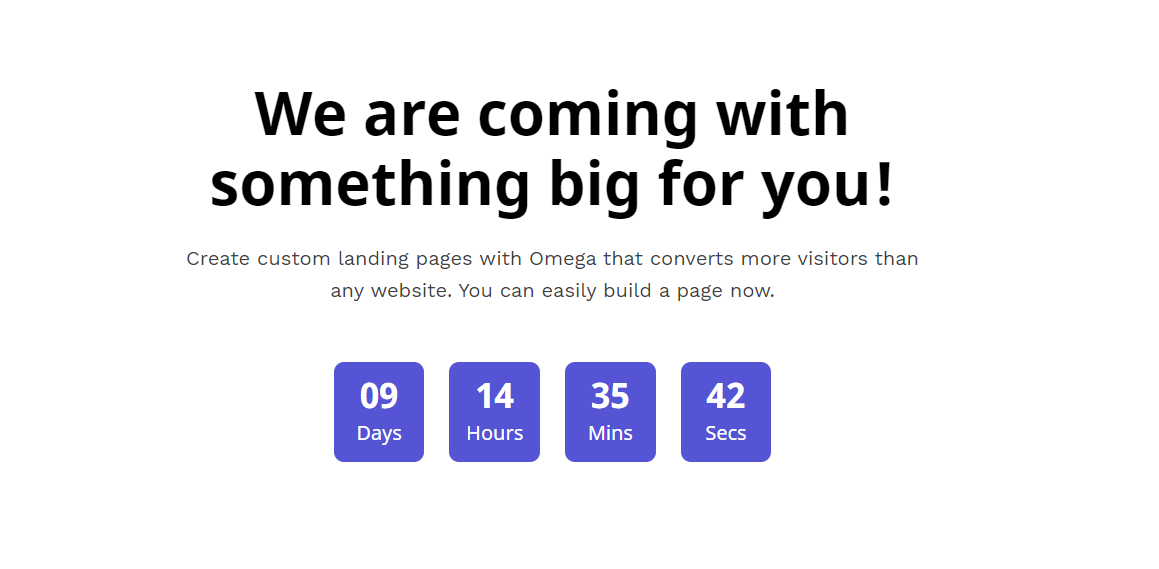 We are coming with
something big for you!
Create custom landing pages with Omega that converts more visitors than
any website. You can easily build a page now.
09 14 35 42
Days Hours Mins Secs